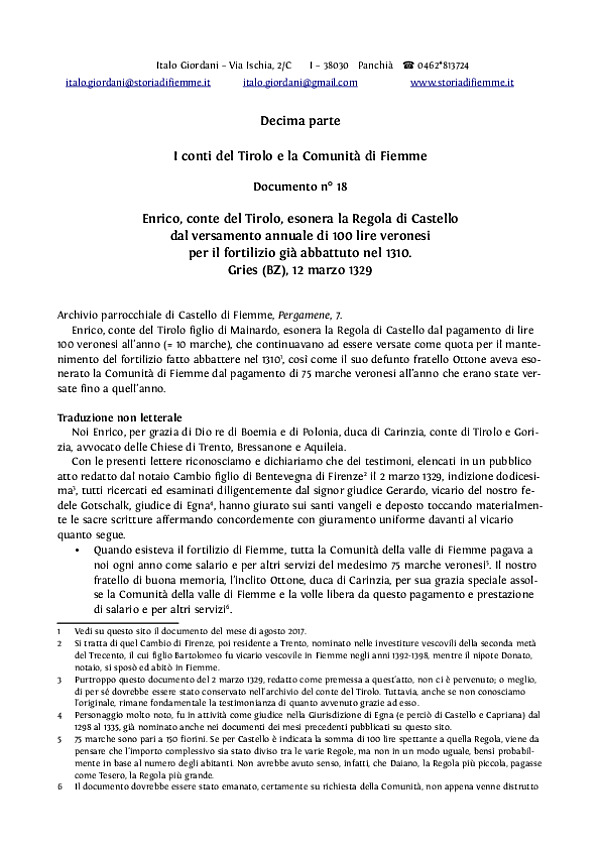 Italo Giordani – Via Ischia, 2/C I – 38030 Panchià ☎ 0462*813724
italo.giordani@storiadifiemme.it italo.giordani@gmail.com www.storiadifiemme.it
Decima parte
I conti del Tirolo e la Comunità di Fiemme
Documento n° 18
Enrico, conte del Tirolo, esonera la Regola di Castello
dal versamento annuale di 100 lire veronesi
per il fortilizio già abbattuto nel 1310.
Gries (BZ), 12 marzo 1329
Archivio parrocchiale di Castello di Fiemme, Pergamene, 7.
Enrico, conte del Tirolo figlio di Mainardo, esonera la Regola di Castello dal pagamento di lire
100 veronesi all'anno (= 10 marche), che continuavano ad essere versate come quota per il mante-
nimento del fortilizio fatto abbattere nel 1310¹, così come il suo defunto fratello Ottone aveva eso-
nerato la Comunità di Fiemme dal pagamento di 75 marche veronesi all'anno che erano state ver-
sate fino a quell'anno.
Traduzione non letterale
Noi Enrico, per grazia di Dio re di Boemia e di Polonia, duca di Carinzia, conte di Tirolo e Gori-
zia, avvocato delle Chiese di Trento, Bressanone e Aquileia.
Con le presenti lettere riconosciamo e dichiariamo che dei testimoni, elencati in un pubblico
atto redatto dal notaio Cambio figlio di Bentevegna di Firenze² il 2 marzo 1329, indizione dodicesi-
ma³, tutti ricercati ed esaminati diligentemente dal signor giudice Gerardo, vicario del nostro fe-
dele Gotschalk, giudice di Egna⁴, hanno giurato sui santi vangeli e deposto toccando materialmen-
te le sacre scritture affermando concordemente con giuramento uniforme davanti al vicario
quanto segue.
• Quando esisteva il fortilizio di Fiemme, tutta la Comunità della valle di Fiemme pagava a
noi ogni anno come salario e per altri servizi del medesimo 75 marche veronesi⁵. Il nostro
fratello di buona memoria, l'inclito Ottone, duca di Carinzia, per sua grazia speciale assol-
se la Comunità della valle di Fiemme e la volle libera da questo pagamento e prestazione
di salario e per altri servizi⁶.
1 Vedi su questo sito il documento del mese di agosto 2017.
2 Si tratta di quel Cambio di Firenze, poi residente a Trento, nominato nelle investiture vescovili della seconda metà
del Trecento, il cui figlio Bartolomeo fu vicario vescovile in Fiemme negli anni 1392-1398, mentre il nipote Donato,
notaio, si sposò ed abitò in Fiemme.
3 Purtroppo questo documento del 2 marzo 1329, redatto come premessa a quest'atto, non ci è pervenuto; o meglio,
di per sé dovrebbe essere stato conservato nell'archivio del conte del Tirolo. Tuttavia, anche se non conosciamo
l'originale, rimane fondamentale la testimonianza di quanto avvenuto grazie ad esso.
4 Personaggio molto noto, fu in attività come giudice nella Giurisdizione di Egna (e perciò di Castello e Capriana) dal
1298 al 1335, già nominato anche nei documenti dei mesi precedenti pubblicati su questo sito.
5 75 marche sono pari a 150 fiorini. Se per Castello è indicata la somma di 100 lire spettante a quella Regola, viene da
pensare che l'importo complessivo sia stato diviso tra le varie Regole, ma non in un modo uguale, bensì probabil-
mente in base al numero degli abitanti. Non avrebbe avuto senso, infatti, che Daiano, la Regola più piccola, pagasse
come Tesero, la Regola più grande.
6 Il documento dovrebbe essere stato emanato, certamente su richiesta della Comunità, non appena venne distrutto